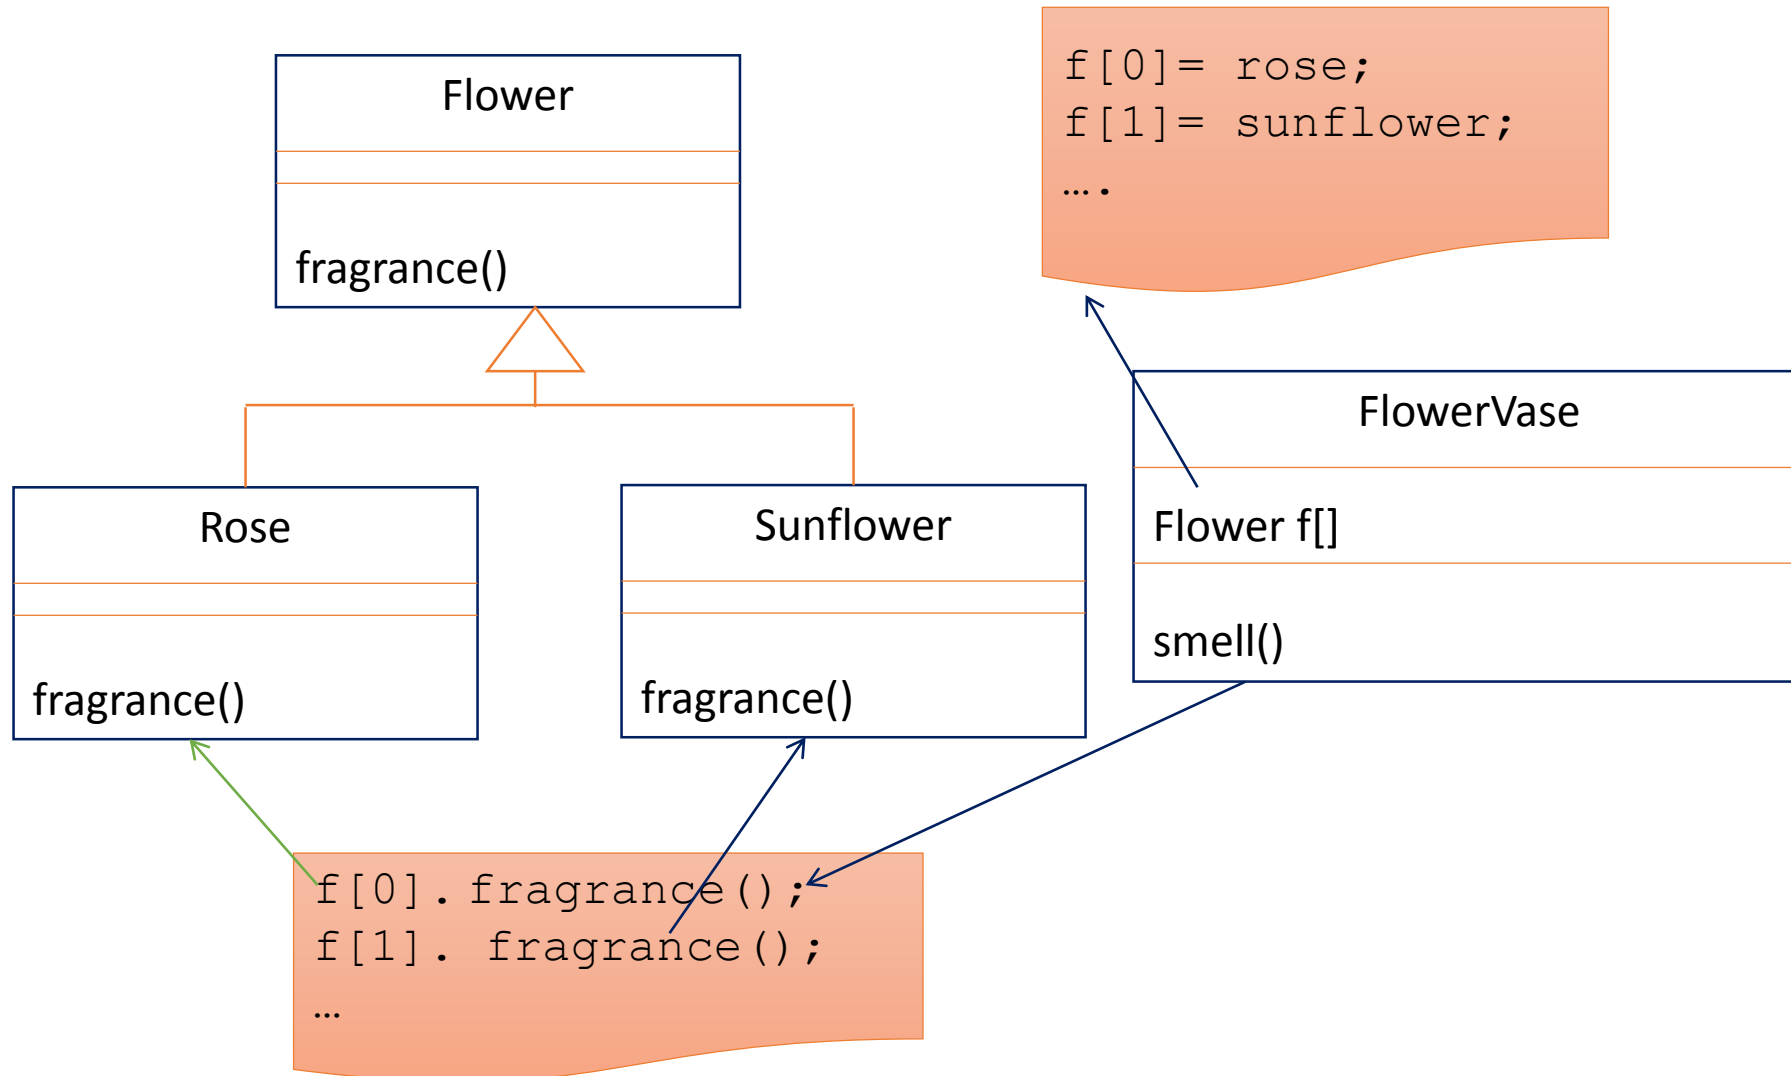 Flower
fragrance()
f[0]= rose;
f[1]= sunflower;
….
Rose
fragrance()
Sunflower
fragrance()
FlowerVase
Flower f[]
smell()
f[0]. fragrance();
f[1]. fragrance();
…